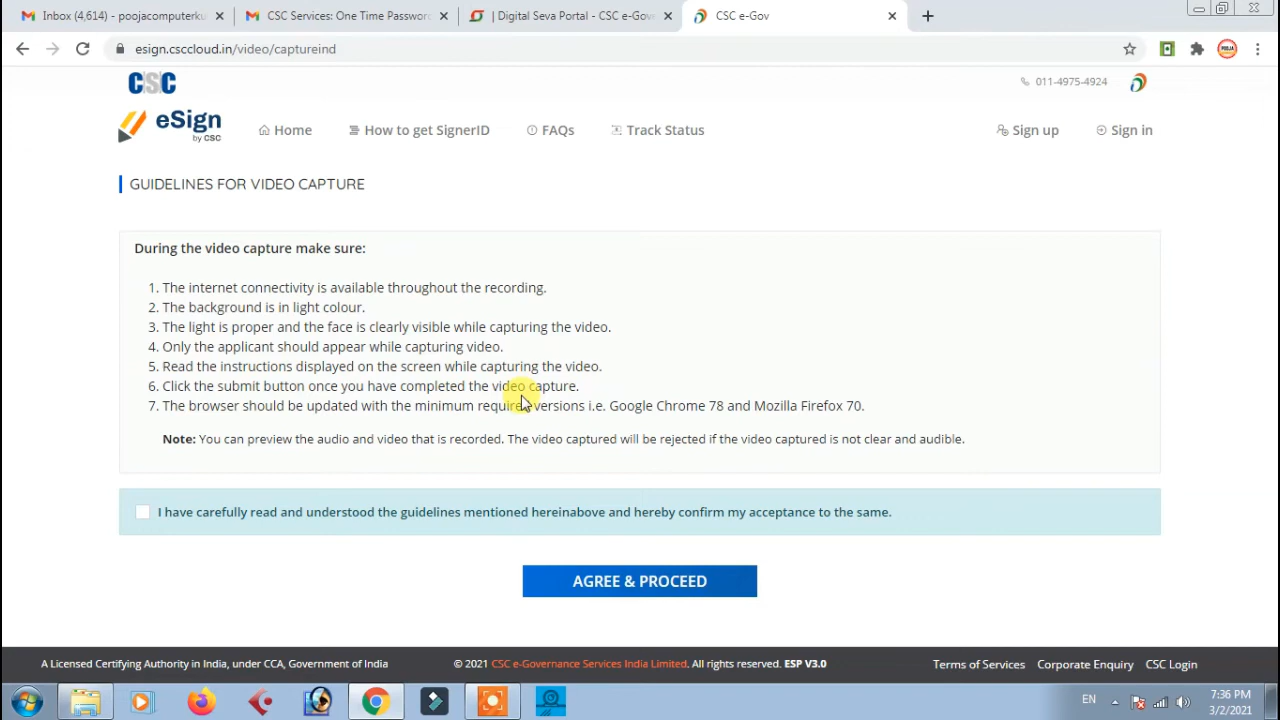 Inbox (4,614) - poojacomputerku
CSC Services: One Time Passwor
| Digital Seva Portal - CSC e-Gov
CSC e-Gov
esign.csccloud.in/video/captureind
CSC
011-4975-4924
eSign
by csc
Home
How to get SignerID
FAQs
Track Status
Sign up
Sign in
GUIDELINES FOR VIDEO CAPTURE
During the video capture make sure:
1. The internet connectivity is available throughout the recording.
2. The background is in light colour.
3. The light is proper and the face is clearly visible while capturing the video.
4. Only the applicant should appear while capturing video.
5. Read the instructions displayed on the screen while capturing the video.
6. Click the submit button once you have completed the video capture.
7. The browser should be updated with the minimum required versions i.e. Google Chrome 78 and Mozilla Firefox 70.
Note: You can preview the audio and video that is recorded. The video captured will be rejected if the video captured is not clear and audible.
I have carefully read and understood the guidelines mentioned hereinabove and hereby confirm my acceptance to the same.
AGREE & PROCEED
A Licensed Certifying Authority in India, under CCA, Government of India
© 2021 CSC e-Governance Services India Limited. All rights reserved. ESP V3.0
Terms of Services
Corporate Enquiry
CSC Login
EN
7:36 PM
3/2/2021